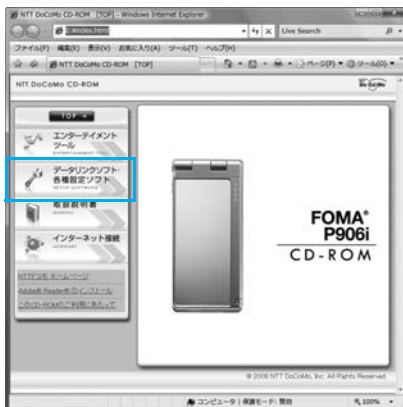 NTT DoCoMo CD-ROM [TOP] - Windows Internet Explorer
Live Search
ファイル(F) 編集(E) 表示(V) お気に入り(A) ツール(T) ヘルプ(H)
NTT DoCoMo CD-ROM [TOP]
ページ(P) ツール(O)
NTT DoCoMo CD-ROM
DoCoMo
TOP
エンターテイメント
ツール
データリンクソフト・
各種設定ソフト
SETUP SOFTWARE
取扱説明書
MANUAL
インターネット接続
INTERNET
FOMA®
P906i
CD-ROM
NTTドコモ ホームページ
Adobe® Reader® のインストール
このCD-ROMのご利用にあたって
© 2008 NTT DoCoMo, Inc. All Rights Reserved.
コンピュータ | 保護モード: 無効
100%